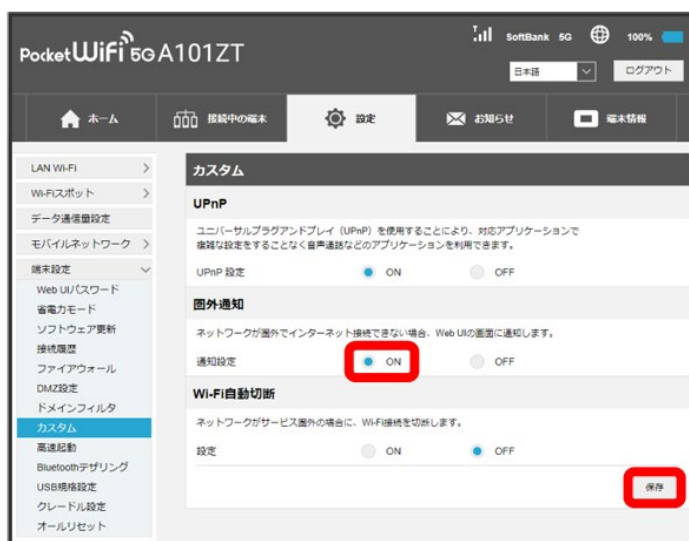 Pocket WiFi 5G A101ZT
SoftBank 5G 100%
日本語 ログアウト
ホーム 接続中の端末 設定 お知らせ 端末情報
LAN Wi-Fi
Wi-Fiスポット
データ通信量設定
モバイルネットワーク
端末設定
Web UIパスワード
省電力モード
ソフトウェア更新
接続履歴
ファイアウォール
DMZ設定
ドメインフィルタ
カスタム
高速起動
Bluetoothテザリング
USB規格設定
クレードル設定
オールリセット
カスタム
UPnP
ユニバーサルプラグアンドプレイ（UPnP）を使用することにより、対応アプリケーションで
複雑な設定をすることなく音声通話などのアプリケーションを利用できます。
UPnP 設定 ON OFF
圏外通知
ネットワークが圏外でインターネット接続できない場合、Web UIの画面に通知します。
通知設定 ON OFF
Wi-Fi自動切断
ネットワークがサービス圏外の場合に、Wi-Fi接続を切断します。
設定 ON OFF
保存